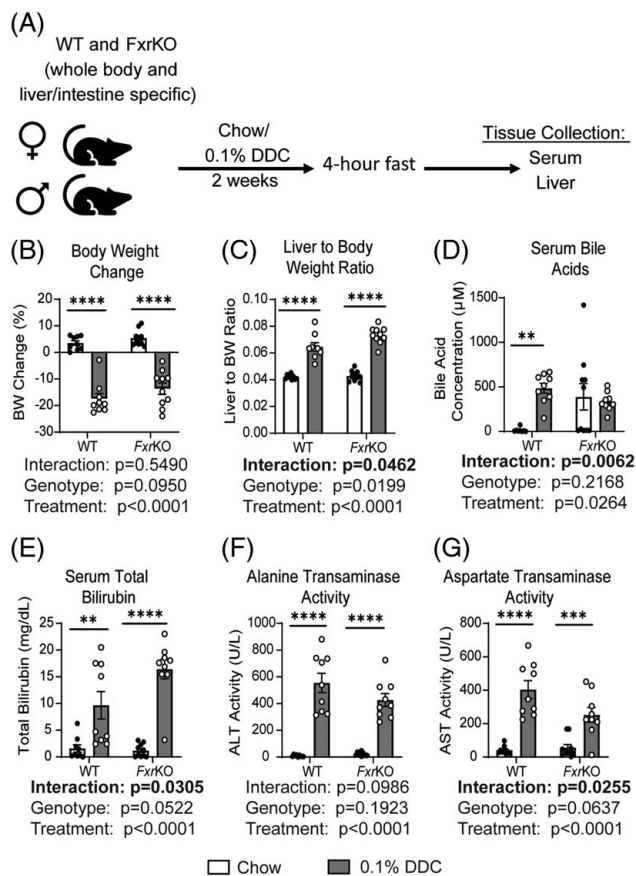 (A)
WT and FxrKO
(whole body and
liver/intestine specific)
Chow/
0.1% DDC
2 weeks
4-hour fast
Tissue Collection:
Serum
Liver
(B)
Body Weight
Change
BW Change (%)
20
10
0
-10
-20
-30
****
****
WT
FxrKO
Interaction: p=0.5490
Genotype: p=0.0950
Treatment: p<0.0001
(C)
Liver to Body
Weight Ratio
Liver to BW Ratio
0.10
0.08
0.06
0.04
0.02
0.00
****
****
WT
FxrKO
Interaction: p=0.0462
Genotype: p=0.0199
Treatment: p<0.0001
(D)
Serum Bile
Acids
Bile Acid
Concentration (µM)
1500
1000
500
0
**
WT
FxrKO
Interaction: p=0.0062
Genotype: p=0.2168
Treatment: p=0.0264
(E)
Serum Total
Bilirubin
Total Bilirubin (mg/dL)
25
20
15
10
5
0
**
****
WT
FxrKO
Interaction: p=0.0305
Genotype: p=0.0522
Treatment: p<0.0001
(F)
Alanine Transaminase
Activity
ALT Activity (U/L)
1000
800
600
400
200
0
****
****
WT
FxrKO
Interaction: p=0.0986
Genotype: p=0.1923
Treatment: p<0.0001
(G)
Aspartate Transaminase
Activity
AST Activity (U/L)
800
600
400
200
0
****
***
WT
FxrKO
Interaction: p=0.0255
Genotype: p=0.0637
Treatment: p<0.0001
Chow
0.1% DDC